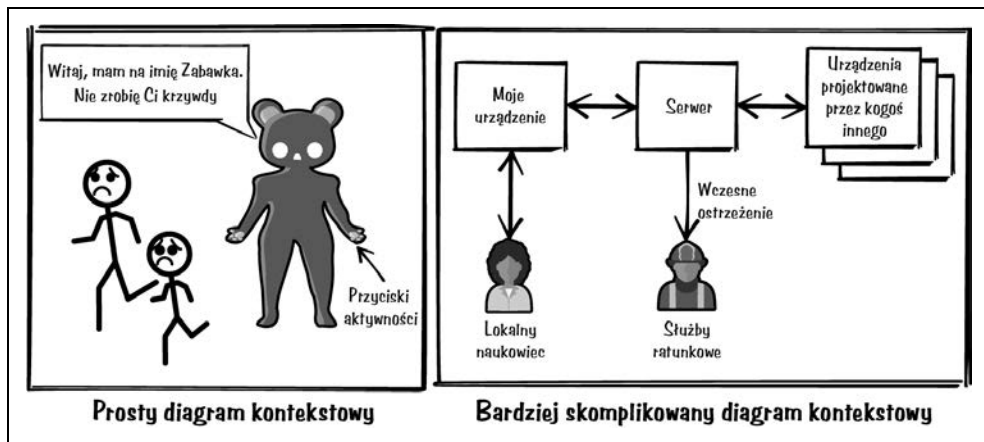 Witaj, mam na imię Zabawka.
Nie zrobię Ci krzywdy
Przyciski
aktywności
Prosty diagram kontekstowy
Moje
urządzenie
Serwer
Urządzenia
projektowane
przez kogoś
innego
Wczesne
ostrzeżenie
Lokalny
naukowiec
Służby
ratunkowe
Bardziej skomplikowany diagram kontekstowy